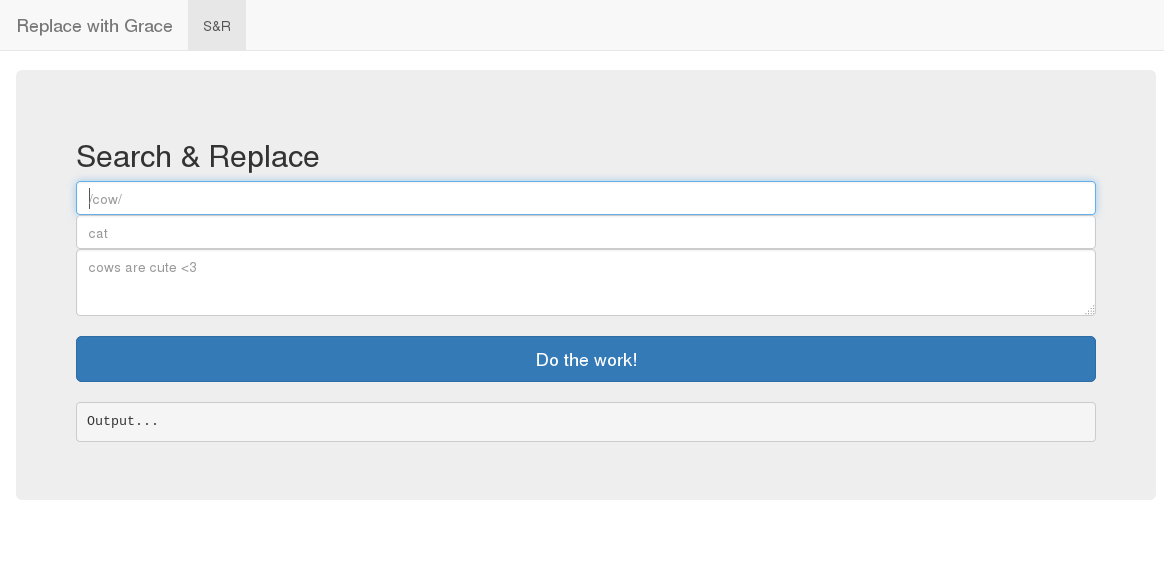 Replace with Grace S&R
Search & Replace
/cow/
cat
cows are cute <3
Do the work!
Output...